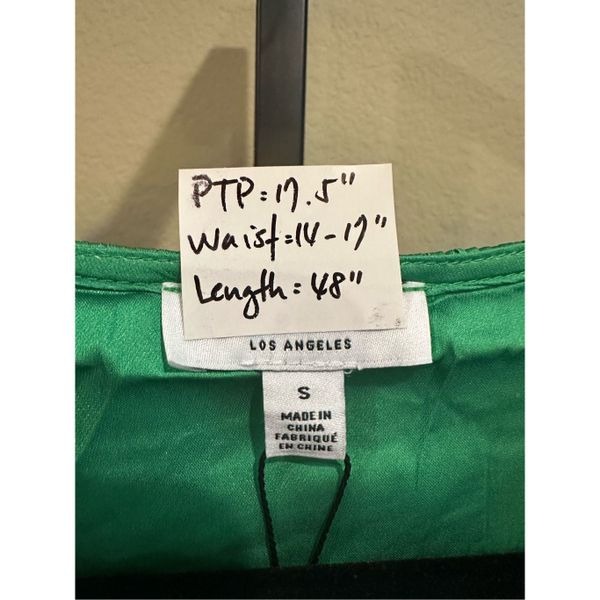 PTP: 17.5"
Waist: 14-17"
Length: 48"
LOS ANGELES
S
MADE IN
CHINA
FABRIQUÉ
EN CHINE